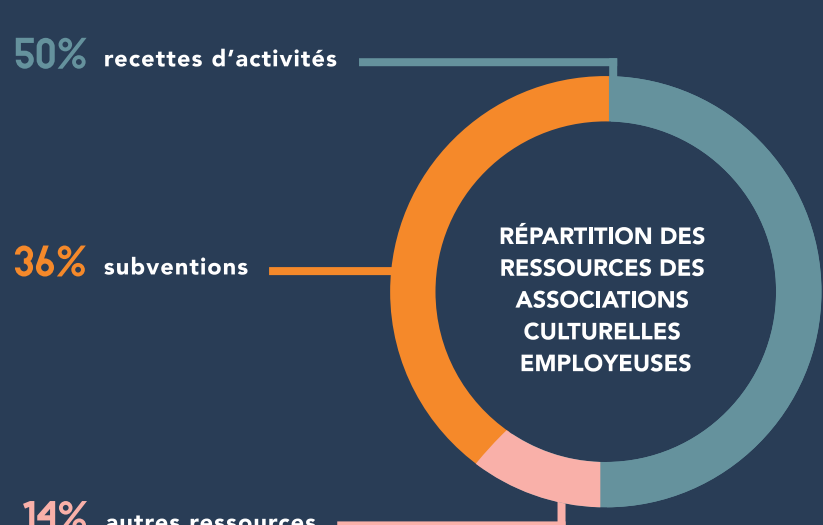 50% recettes d’activités
36% subventions
RÉPARTITION DES
RESSOURCES DES
ASSOCIATIONS
CULTURELLES
EMPLOYEUSES
14% autres ressources